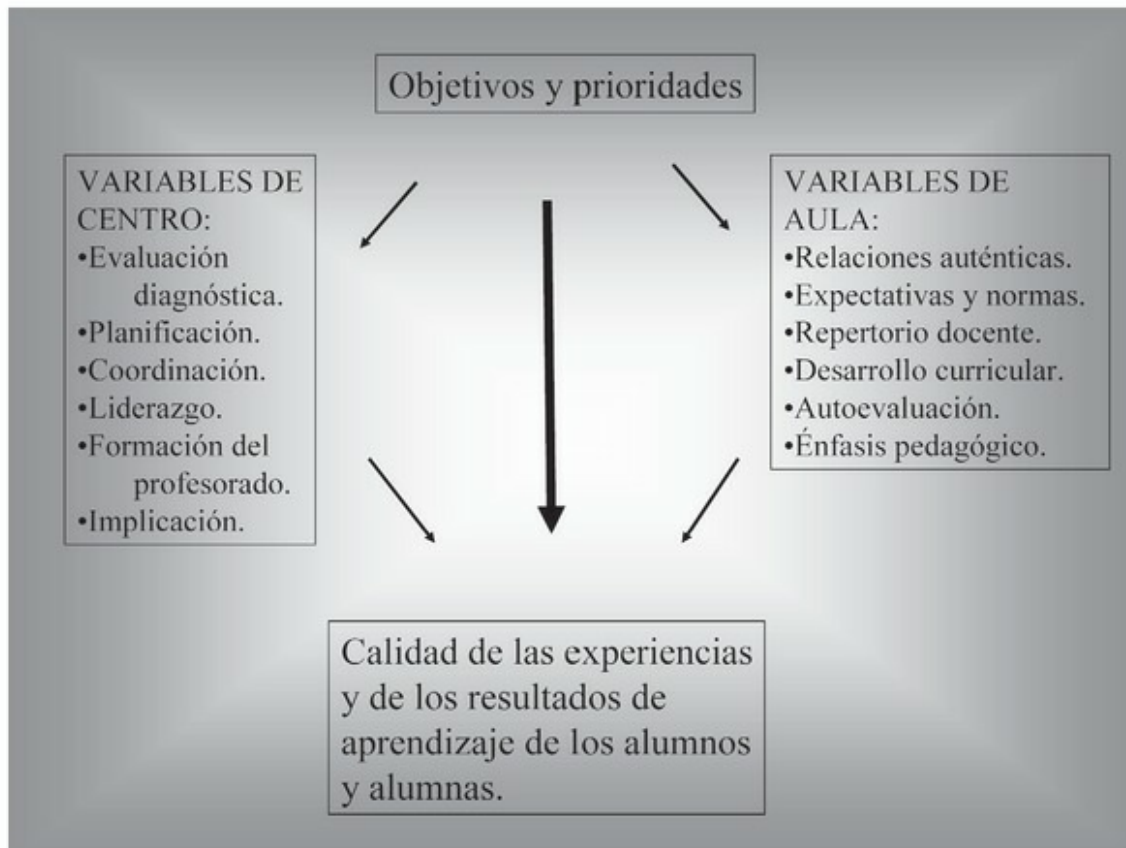 Objetivos y prioridades
VARIABLES DE
CENTRO:
•Evaluación
diagnóstica.
•Planificación.
•Coordinación.
•Liderazgo.
•Formación del
profesorado.
•Implicación.
VARIABLES DE
AULA:
•Relaciones auténticas.
•Expectativas y normas.
•Repertorio docente.
•Desarrollo curricular.
•Autoevaluación.
•Énfasis pedagógico.
Calidad de las experiencias
y de los resultados de
aprendizaje de los alumnos
y alumnas.